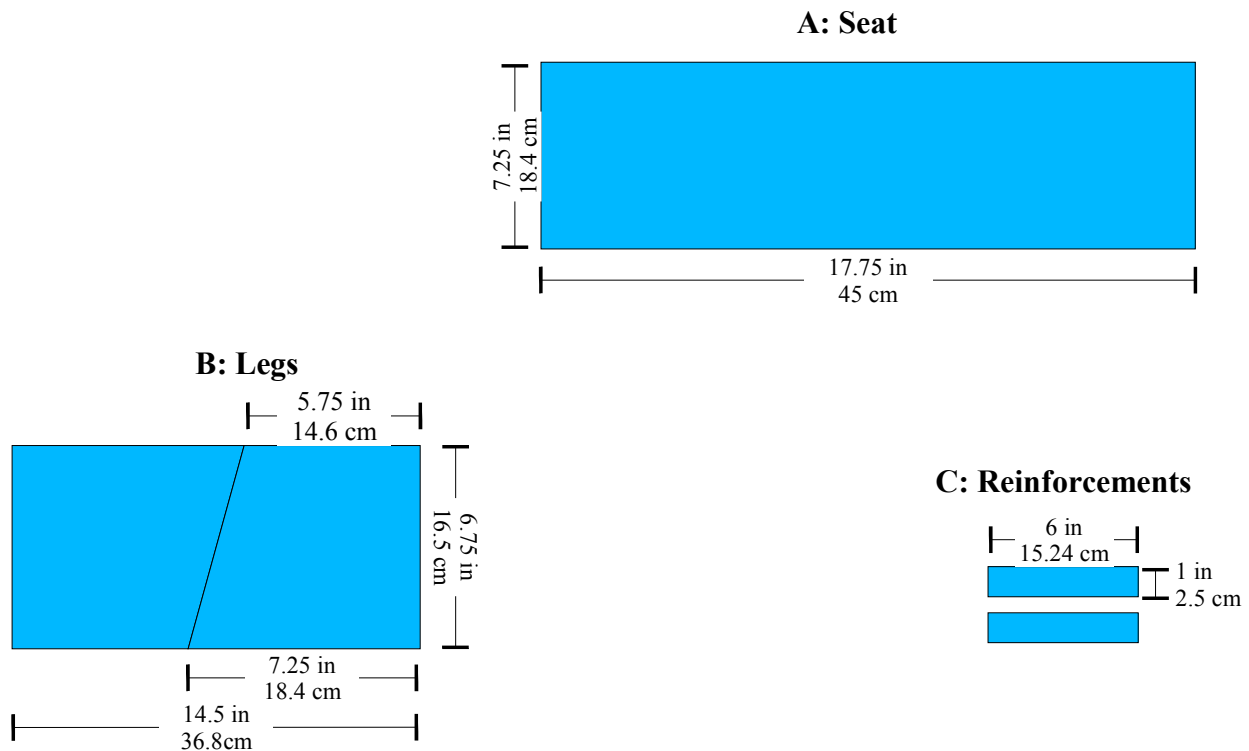 A: Seat
7.25 in
18.4 cm
17.75 in
45 cm
B: Legs
5.75 in
14.6 cm
6.75 in
16.5 cm
7.25 in
18.4 cm
14.5 in
36.8cm
C: Reinforcements
6 in
15.24 cm
1 in
2.5 cm